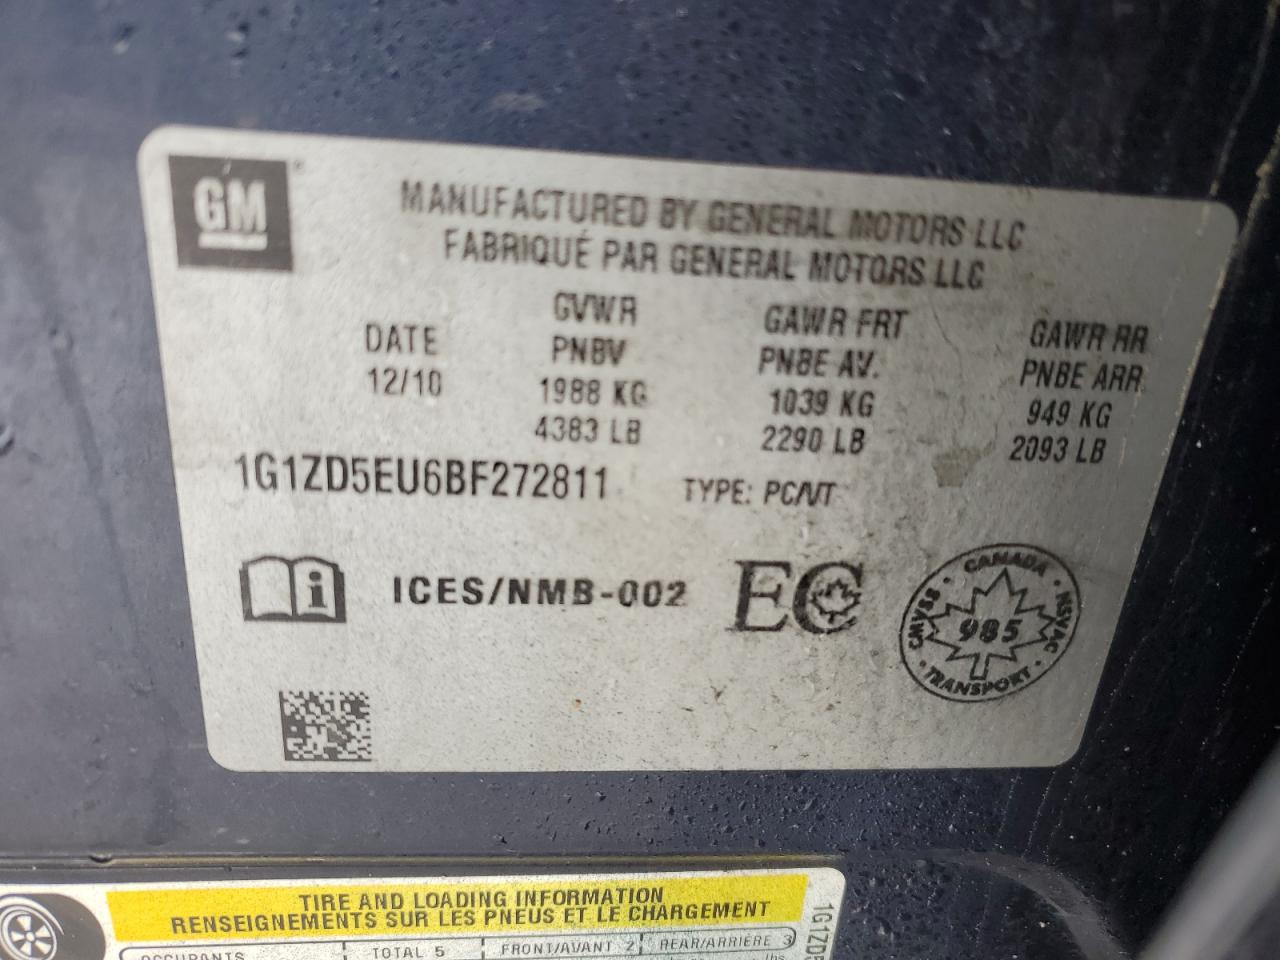 GM
MANUFACTURED BY GENERAL MOTORS LLC
FABRIQUÉ PAR GENERAL MOTORS LLC
DATE
12/10
GVWR
PNBV
1988 KG
4383 LB
GAWR FRT
PNBE AV.
1039 KG
2290 LB
GAWR RR
PNBE ARR
949 KG
2093 LB
1G1ZD5EU6BF272811 TYPE: PC/VT
i ICES/NMB-002 EC
CANADA
CMVSS 985 NSVAC
TRANSPORT
TIRE AND LOADING INFORMATION
RENSEIGNEMENTS SUR LES PNEUS ET LE CHARGEMENT
OCCUPANTS TOTAL 5 FRONT/AVANT 2 REAR/ARRIÈRE 3
lbs